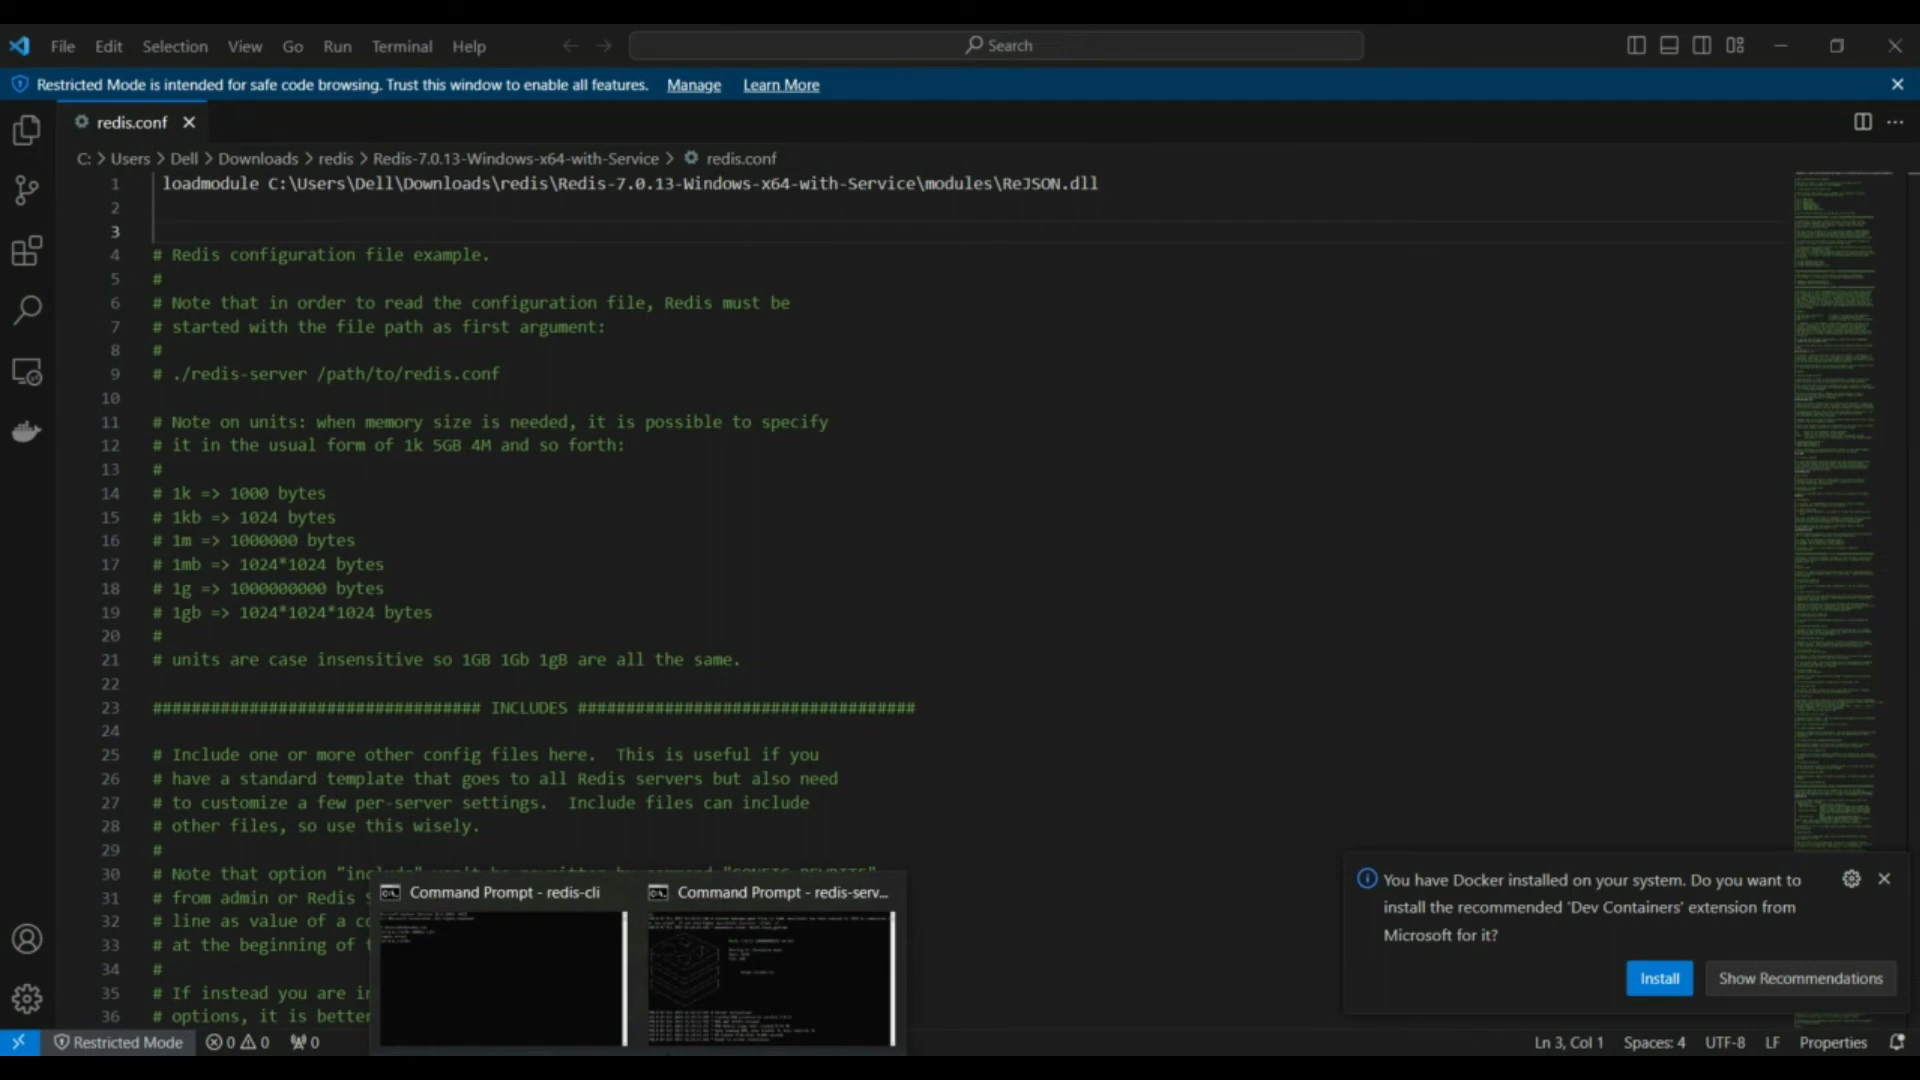 File Edit Selection View Go Run Terminal Help
Search
Restricted Mode is intended for safe code browsing. Trust this window to enable all features. Manage Learn More
redis.conf
C: > Users > Dell > Downloads > redis > Redis-7.0.13-Windows-x64-with-Service > redis.conf
1 loadmodule C:\Users\Dell\Downloads\redis\Redis-7.0.13-Windows-x64-with-Service\modules\ReJSON.dll
2
3
4 # Redis configuration file example.
5 #
6 # Note that in order to read the configuration file, Redis must be
7 # started with the file path as first argument:
8 #
9 # ./redis-server /path/to/redis.conf
10
11 # Note on units: when memory size is needed, it is possible to specify
12 # it in the usual form of 1k 5GB 4M and so forth:
13 #
14 # 1k => 1000 bytes
15 # 1kb => 1024 bytes
16 # 1m => 1000000 bytes
17 # 1mb => 1024*1024 bytes
18 # 1g => 1000000000 bytes
19 # 1gb => 1024*1024*1024 bytes
20 #
21 # units are case insensitive so 1GB 1Gb 1gB are all the same.
22
23 ################################## INCLUDES ###################################
24
25 # Include one or more other config files here.  This is useful if you
26 # have a standard template that goes to all Redis servers but also need
27 # to customize a few per-server settings.  Include files can include
28 # other files, so use this wisely.
29 #
30 # Note that option "inc
31 # from admin or Redis
32 # line as value of a co
33 # at the beginning of t
34 #
35 # If instead you are in
36 # options, it is better
Command Prompt - redis-cli
Command Prompt - redis-serv...
You have Docker installed on your system. Do you want to
install the recommended 'Dev Containers' extension from
Microsoft for it?
Install Show Recommendations
Restricted Mode 0 0 0
Ln 3, Col 1 Spaces: 4 UTF-8 LF Properties